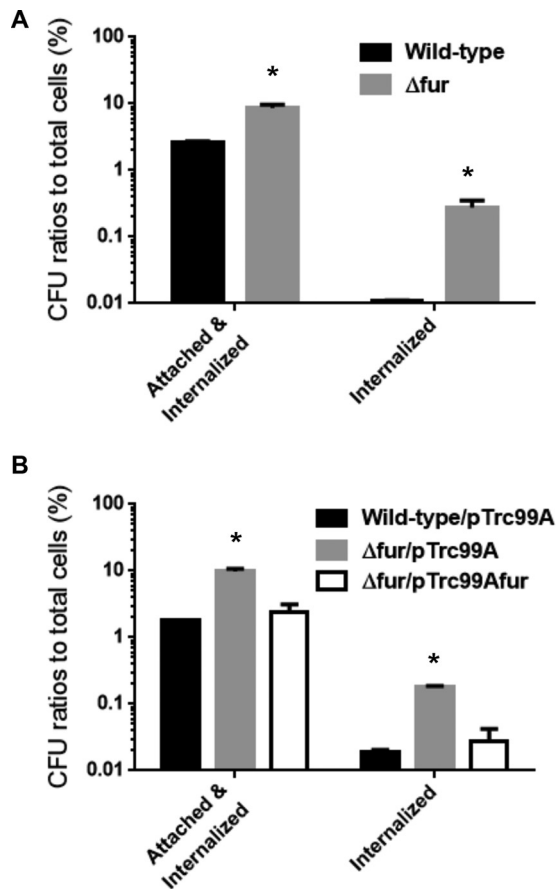 A
CFU ratios to total cells (%)
100
10
1
0.1
0.01
Wild-type
Δfur
*
*
Attached &
Internalized
Internalized
B
CFU ratios to total cells (%)
100
10
1
0.1
0.01
Wild-type/pTrc99A
Δfur/pTrc99A
Δfur/pTrc99Afur
*
*
Attached &
Internalized
Internalized